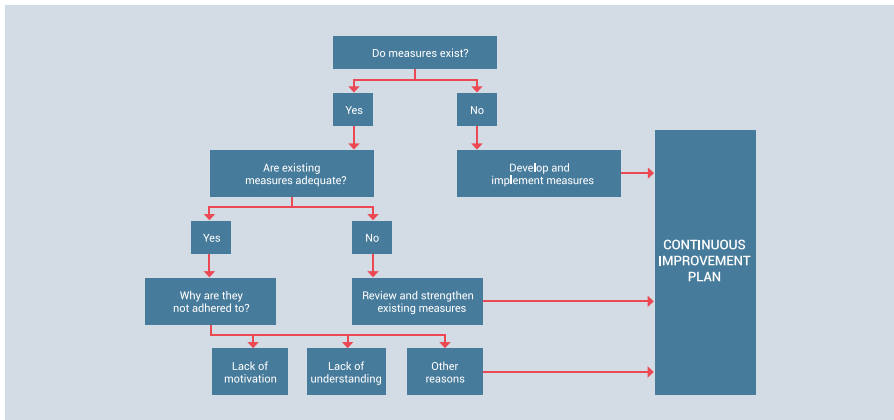 Do measures exist?
Yes
No
Are existing
measures adequate?
Develop and
implement measures
Yes
No
CONTINUOUS
IMPROVEMENT
PLAN
Why are they
not adhered to?
Review and strengthen
existing measures
Lack of
motivation
Lack of
understanding
Other
reasons